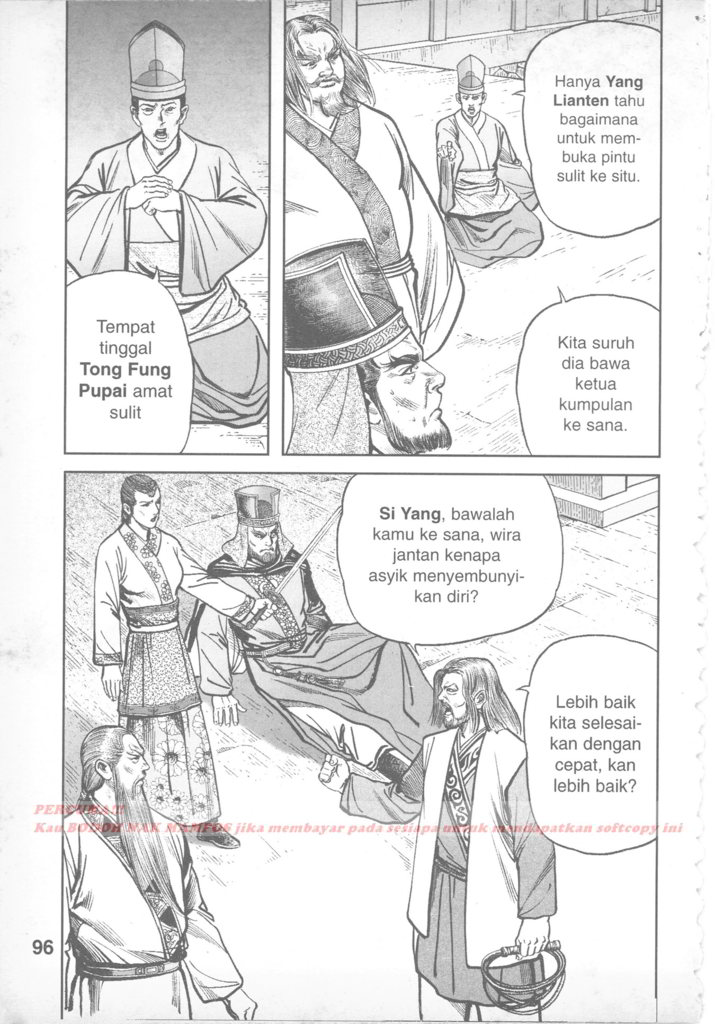 Tempat
tinggal
Tong Fung
Pupai amat
sulit
Hanya Yang
Lianten tahu
bagaimana
untuk mem-
buka pintu
sulit ke situ.
Kita suruh
dia bawa
ketua
kumpulan
ke sana.
Si Yang, bawalah
kamu ke sana, wira
jantan kenapa
asyik menyembunyi-
kan diri?
Lebih baik
kita selesai-
kan dengan
cepat, kan
lebih baik?
PERCUMA!!!
Kau BODOH NAK MAMPOS jika membayar pada sesiapa untuk mendapatkan softcopy ini
96